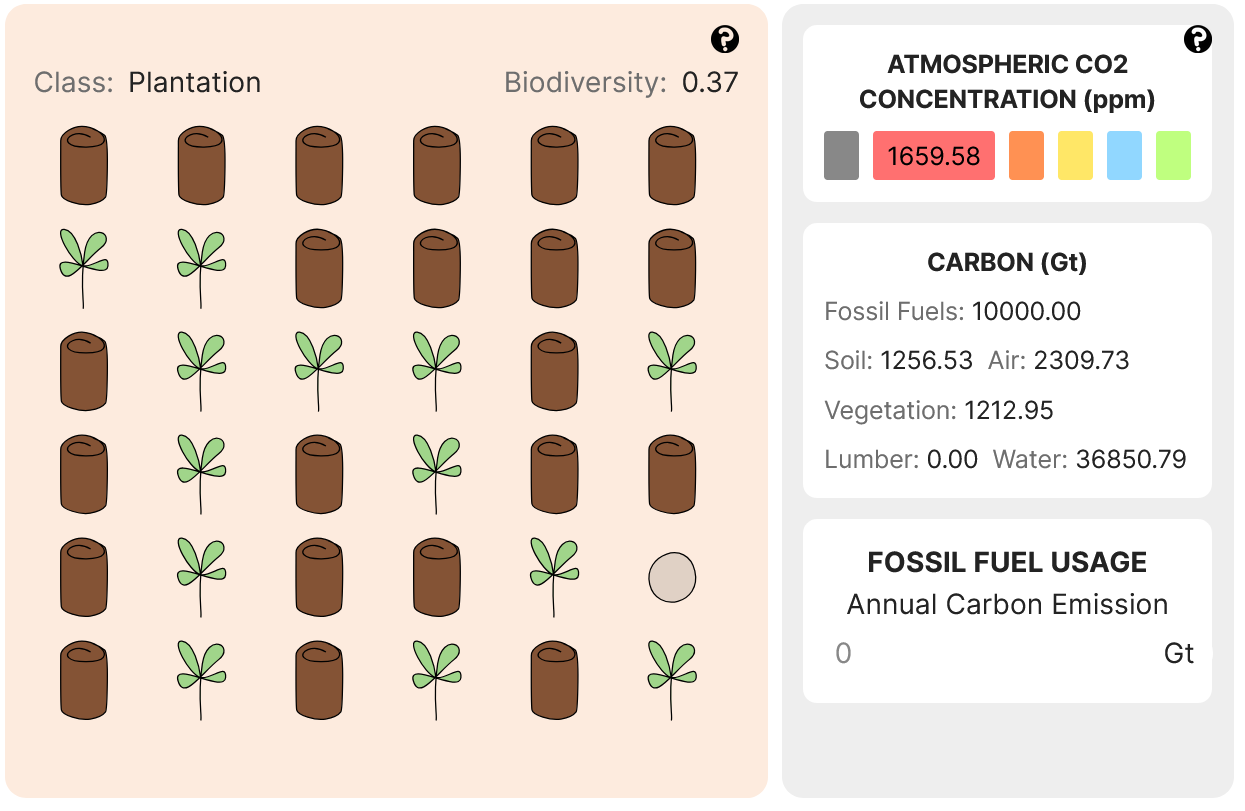 ?
Class: Plantation Biodiversity: 0.37
?
ATMOSPHERIC CO2
CONCENTRATION (ppm)
1659.58
CARBON (Gt)
Fossil Fuels: 10000.00
Soil: 1256.53 Air: 2309.73
Vegetation: 1212.95
Lumber: 0.00 Water: 36850.79
FOSSIL FUEL USAGE
Annual Carbon Emission
0 Gt